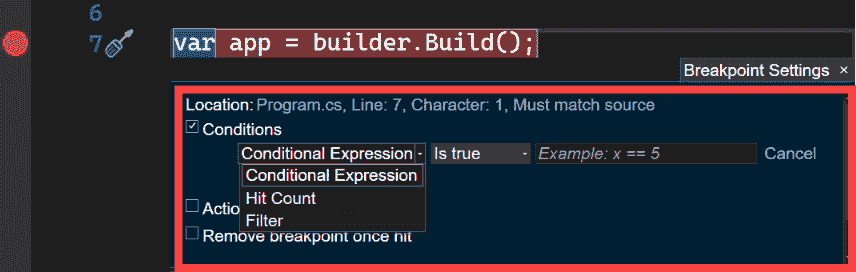 6
7 var app = builder.Build();
Breakpoint Settings ×
Location: Program.cs, Line: 7, Character: 1, Must match source
Conditions
Conditional Expression Is true Example: x == 5 Cancel
Conditional Expression
Hit Count
Actio
Filter
Remove breakpoint once hit